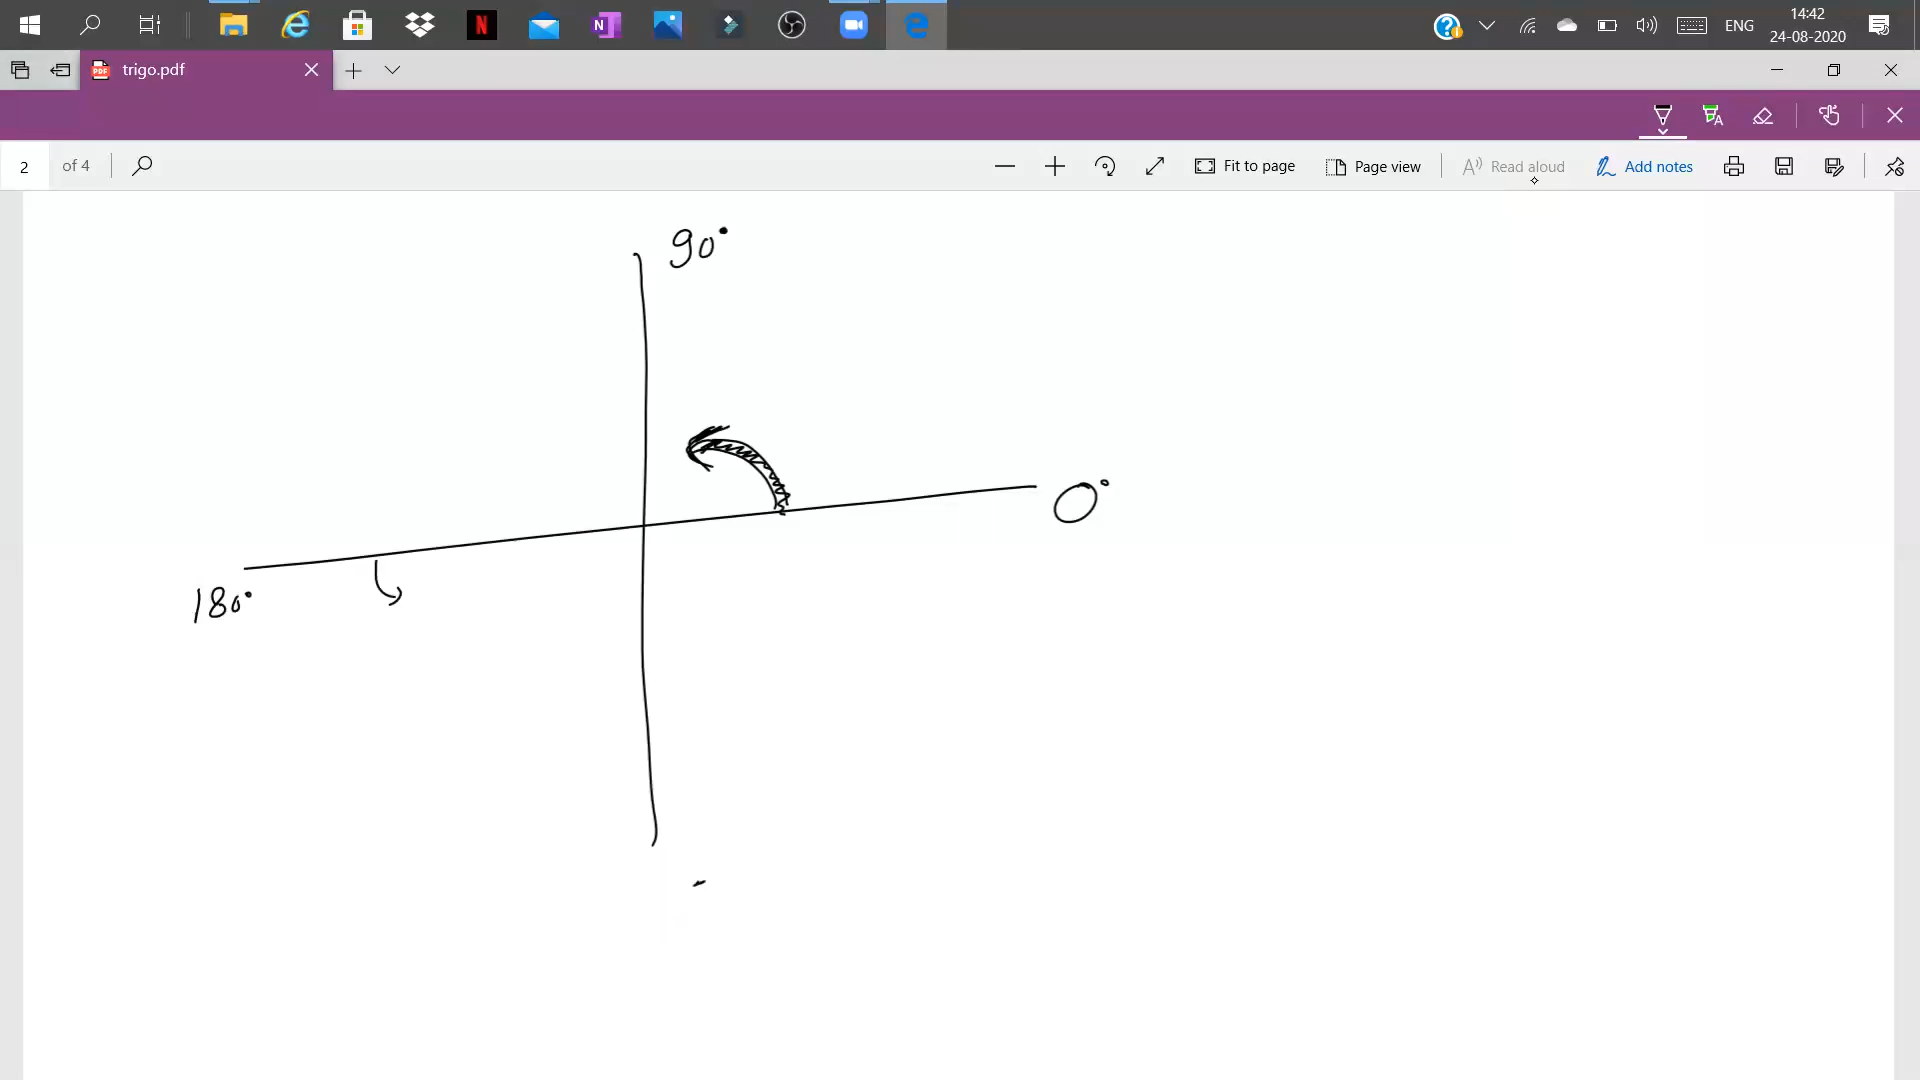 14:42
ENG
24-08-2020
trigo.pdf
2 of 4 Fit to page Page view Read aloud Add notes
90°
0°
180°